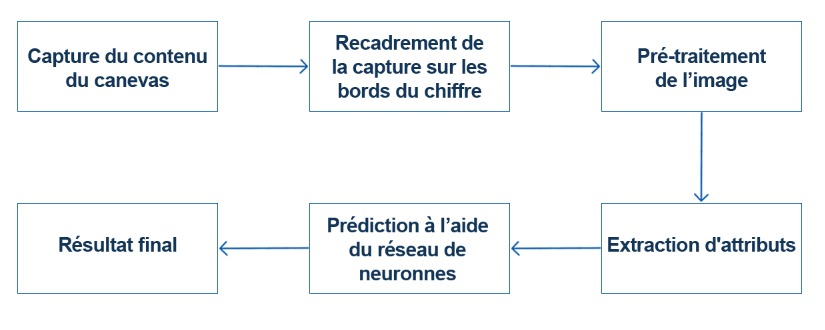 Capture du contenu
du canevas
Recadrement de
la capture sur les
bords du chiffre
Pré-traitement
de l’image
Extraction d'attributs
Prédiction à l’aide
du réseau de
neuronnes
Résultat final